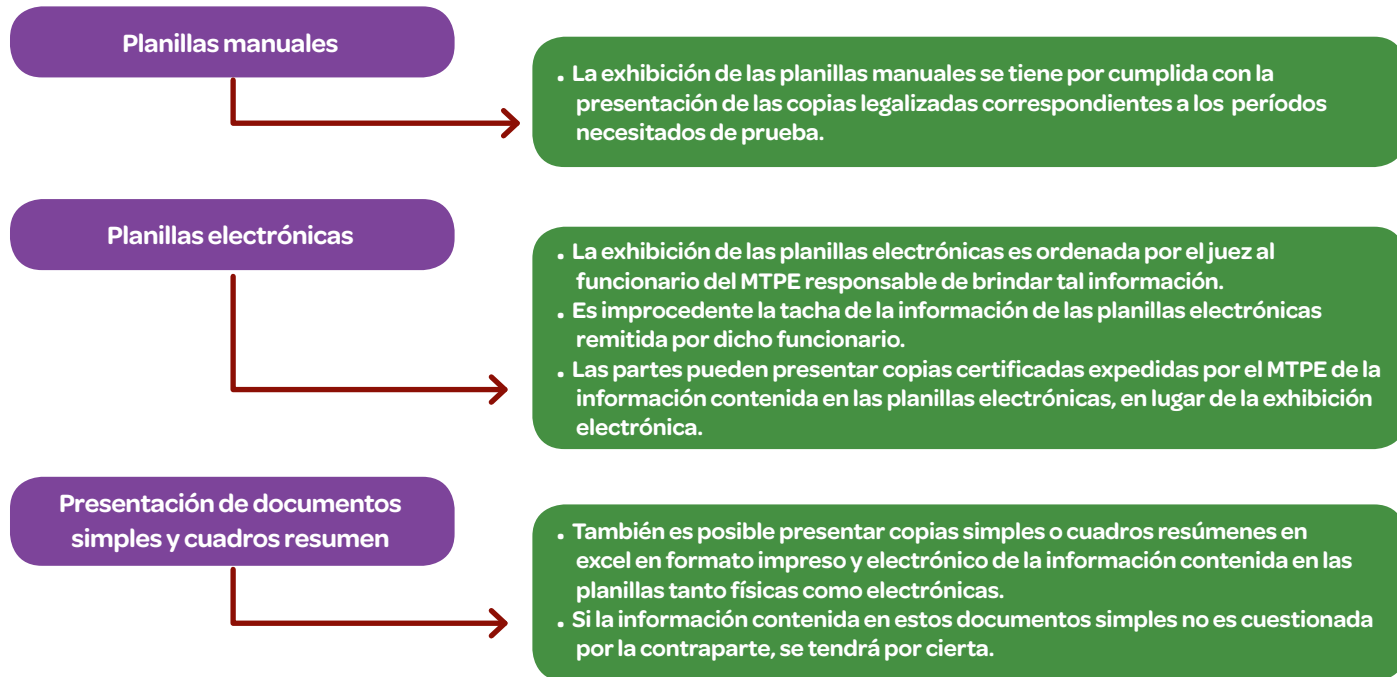 Planillas manuales
. La exhibición de las planillas manuales se tiene por cumplida con la
presentación de las copias legalizadas correspondientes a los períodos
necesitados de prueba.
Planillas electrónicas
. La exhibición de las planillas electrónicas es ordenada por el juez al
funcionario del MTPE responsable de brindar tal información.
. Es improcedente la tacha de la información de las planillas electrónicas
remitida por dicho funcionario.
. Las partes pueden presentar copias certificadas expedidas por el MTPE de la
información contenida en las planillas electrónicas, en lugar de la exhibición
electrónica.
Presentación de documentos
simples y cuadros resumen
. También es posible presentar copias simples o cuadros resúmenes en
excel en formato impreso y electrónico de la información contenida en las
planillas tanto físicas como electrónicas.
. Si la información contenida en estos documentos simples no es cuestionada
por la contraparte, se tendrá por cierta.